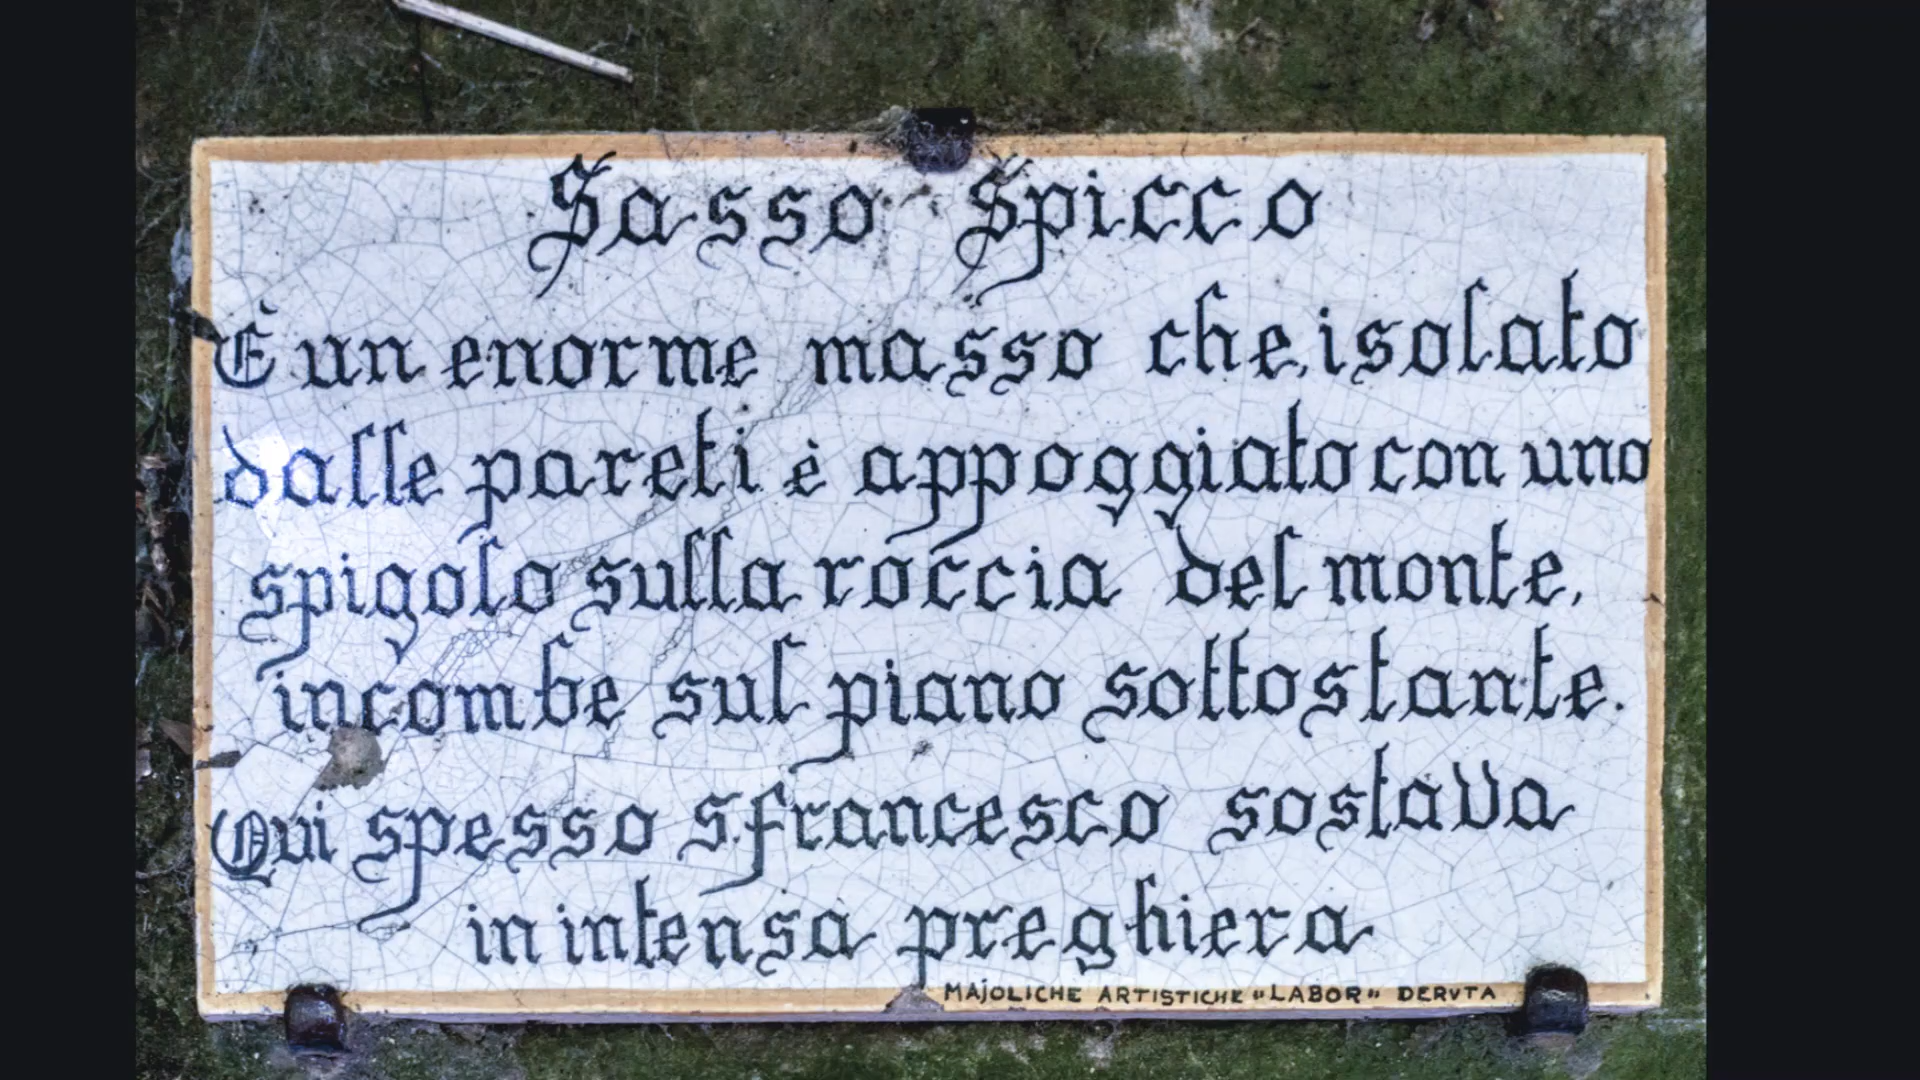 Sasso Spicco
È un enorme masso che, isolato
dalle pareti è appoggiato con uno
spigolo sulla roccia del monte,
incombe sul piano sottostante.
Qui spesso s francesco sostava
in intensa preghiera
MAJOLICHE ARTISTICHE "LABOR" DERVTA